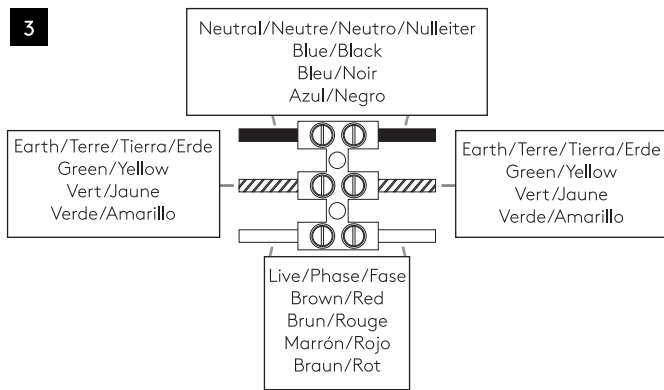 3
Neutral/Neutre/Neutro/Nulleiter
Blue/Black
Bleu/Noir
Azul/Negro
Earth/Terre/Tierra/Erde
Green/Yellow
Vert/Jaune
Verde/Amarillo
Earth/Terre/Tierra/Erde
Green/Yellow
Vert/Jaune
Verde/Amarillo
Live/Phase/Fase
Brown/Red
Brun/Rouge
Marrón/Rojo
Braun/Rot